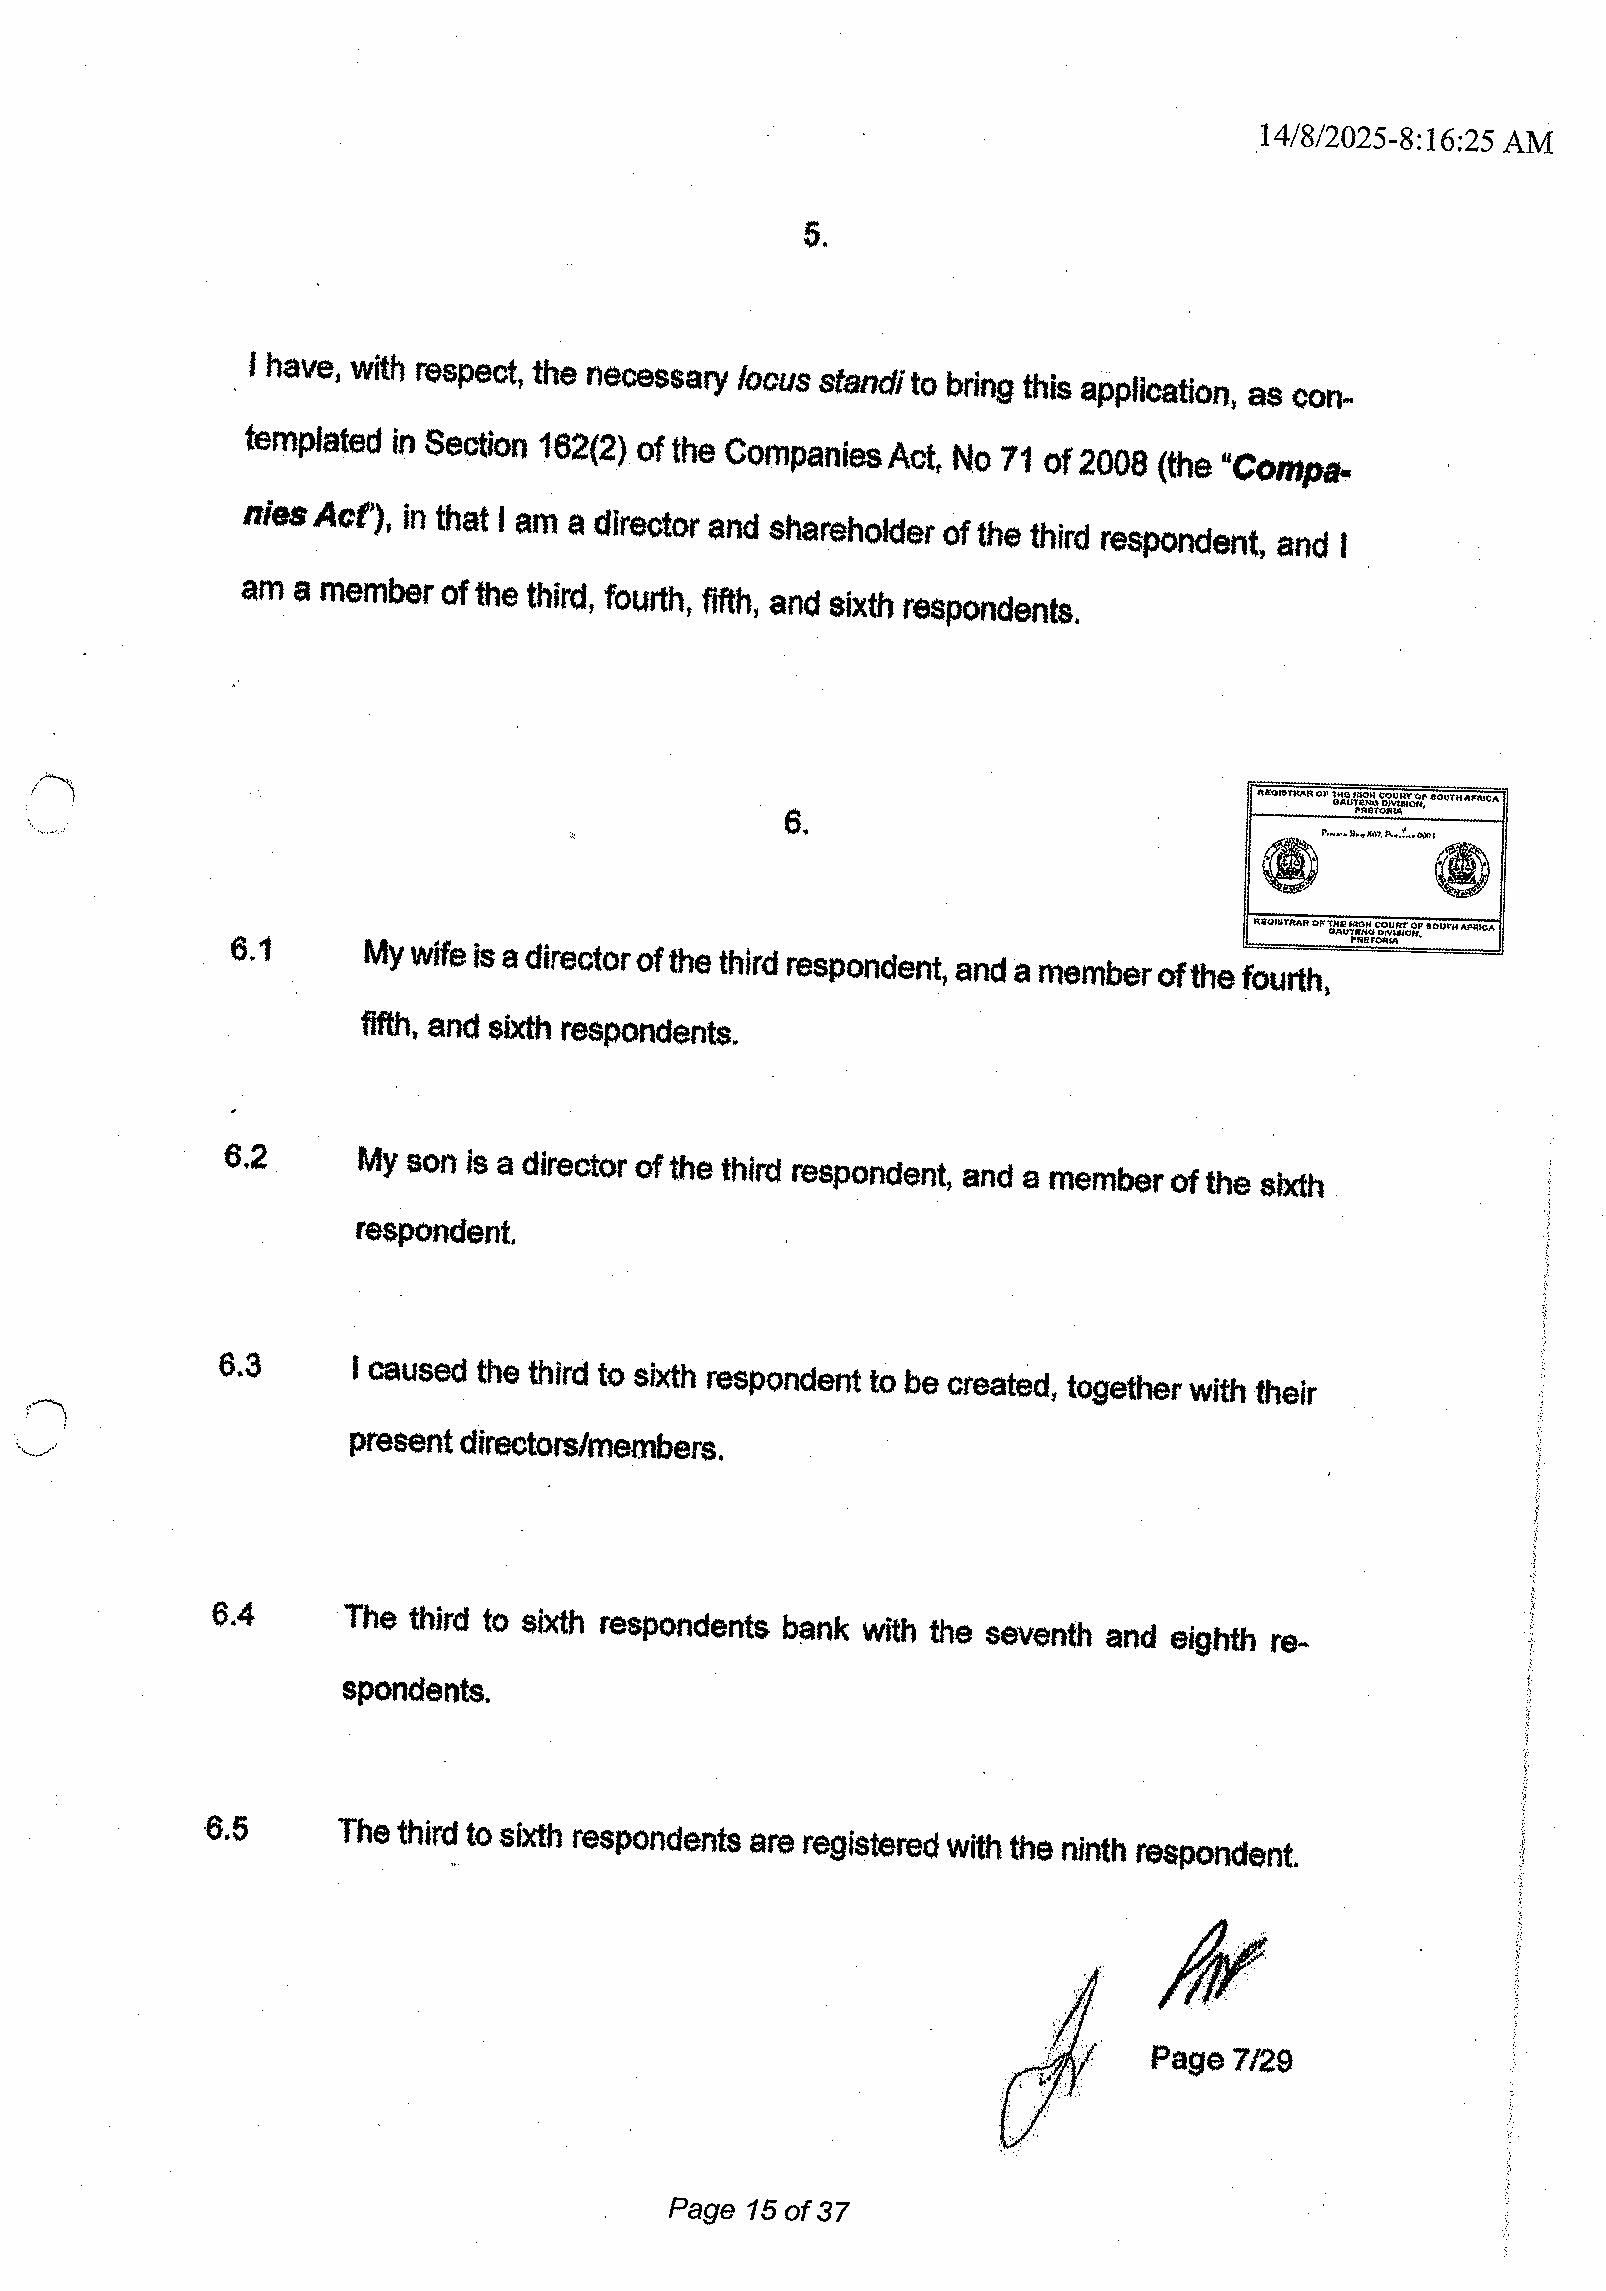 14/8/2025-8:16:25 AM
5.
I have, with respect, the necessary locus standi to bring this application, as con-
templated in Section 162(2) of the Companies Act, No 71 of 2008 (the "Compa-
nies Act"), in that I am a director and shareholder of the third respondent, and I
am a member of the third, fourth, fifth, and sixth respondents.
REGISTRAR OF THE HIGH COURT OF SOUTH AFRICA
GAUTENG DIVISION,
PRETORIA
6.
REGISTRAR OF THE HIGH COURT OF SOUTH AFRICA
GAUTENG DIVISION,
PRETORIA
6.1 My wife is a director of the third respondent, and a member of the fourth,
fifth, and sixth respondents.
6.2 My son is a director of the third respondent, and a member of the sixth
respondent.
6.3 I caused the third to sixth respondent to be created, together with their
present directors/members.
6.4 The third to sixth respondents bank with the seventh and eighth re-
spondents.
6.5 The third to sixth respondents are registered with the ninth respondent.
Page 7/29
Page 15 of 37